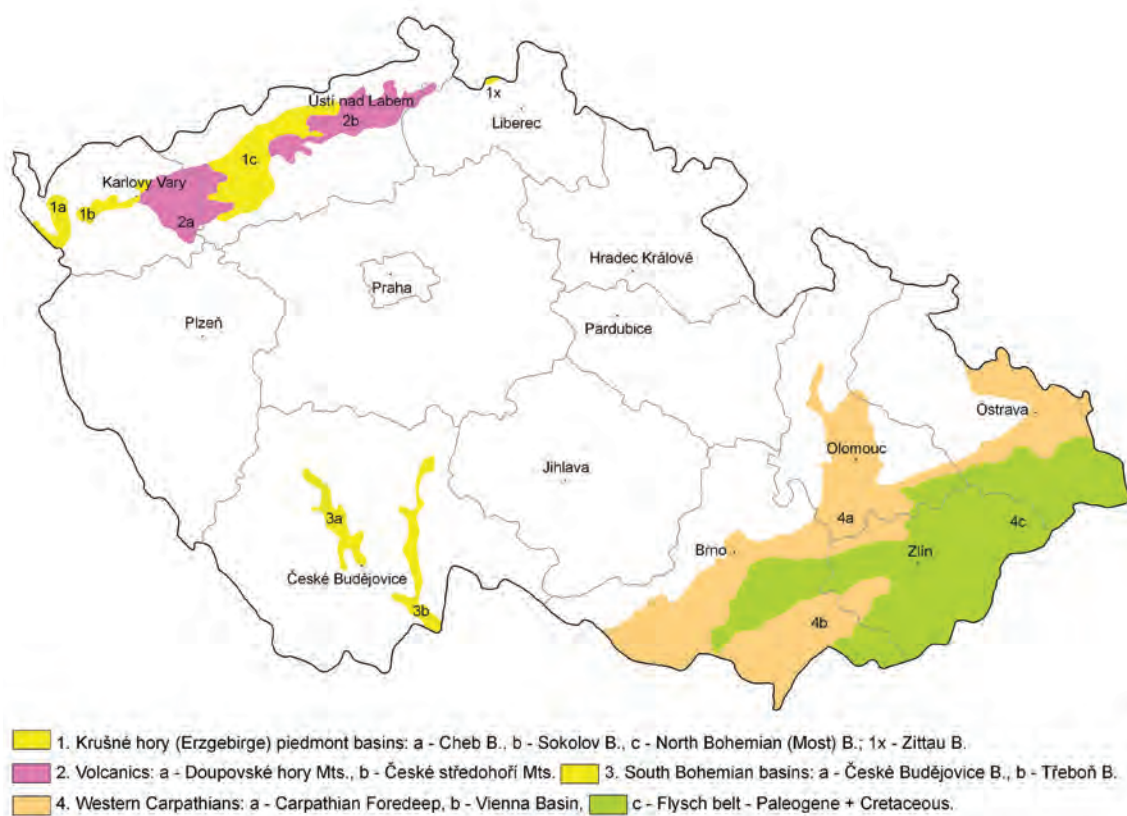 1x
Ústí nad Labem
2b
Liberec
1c
Karlovy Vary
1a
1b
2a
Hradec Králové
Praha
Plzeň
Pardubice
Ostrava
Olomouc
Jihlava
3a
4a
4c
Brno
Zlín
České Budějovice
3b
4b
1. Krušné hory (Erzgebirge) piedmont basins: a - Cheb B., b - Sokolov B., c - North Bohemian (Most) B.; 1x - Zittau B.
2. Volcanics: a - Doupovské hory Mts., b - České středohoří Mts. 3. South Bohemian basins: a - České Budějovice B., b - Třeboň B.
4. Western Carpathians: a - Carpathian Foredeep, b - Vienna Basin, c - Flysch belt - Paleogene + Cretaceous.